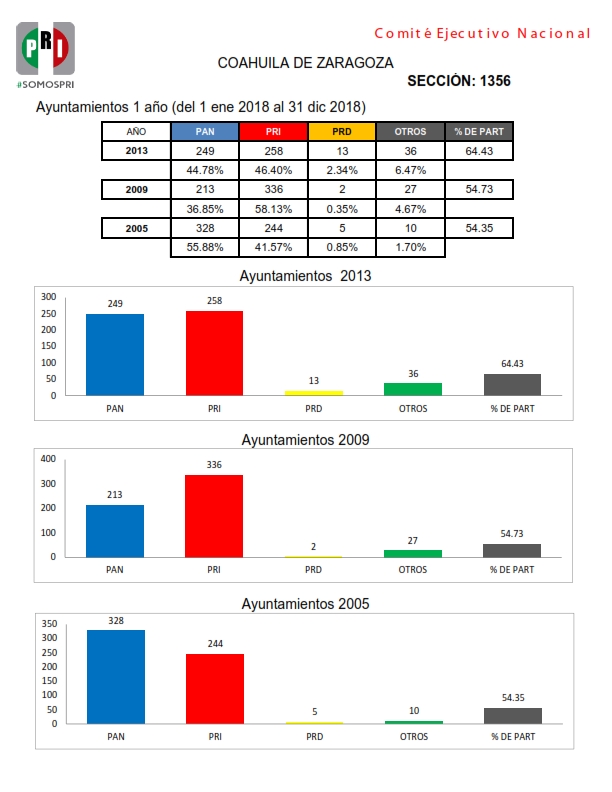 Comité Ejecutivo Nacional
PRI
#SOMOSPRI
COAHUILA DE ZARAGOZA
SECCIÓN: 1356
Ayuntamientos 1 año (del 1 ene 2018 al 31 dic 2018)
AÑO PAN PRI PRD OTROS % DE PART
2013 249 258 13 36 64.43
44.78% 46.40% 2.34% 6.47%
2009 213 336 2 27 54.73
36.85% 58.13% 0.35% 4.67%
2005 328 244 5 10 54.35
55.88% 41.57% 0.85% 1.70%
Ayuntamientos 2013
300
250
200
150
100
50
0
249 258 13 36 64.43
PAN PRI PRD OTROS % DE PART
Ayuntamientos 2009
400
300
200
100
0
213 336 2 27 54.73
PAN PRI PRD OTROS % DE PART
Ayuntamientos 2005
350
300
250
200
150
100
50
0
328 244 5 10 54.35
PAN PRI PRD OTROS % DE PART